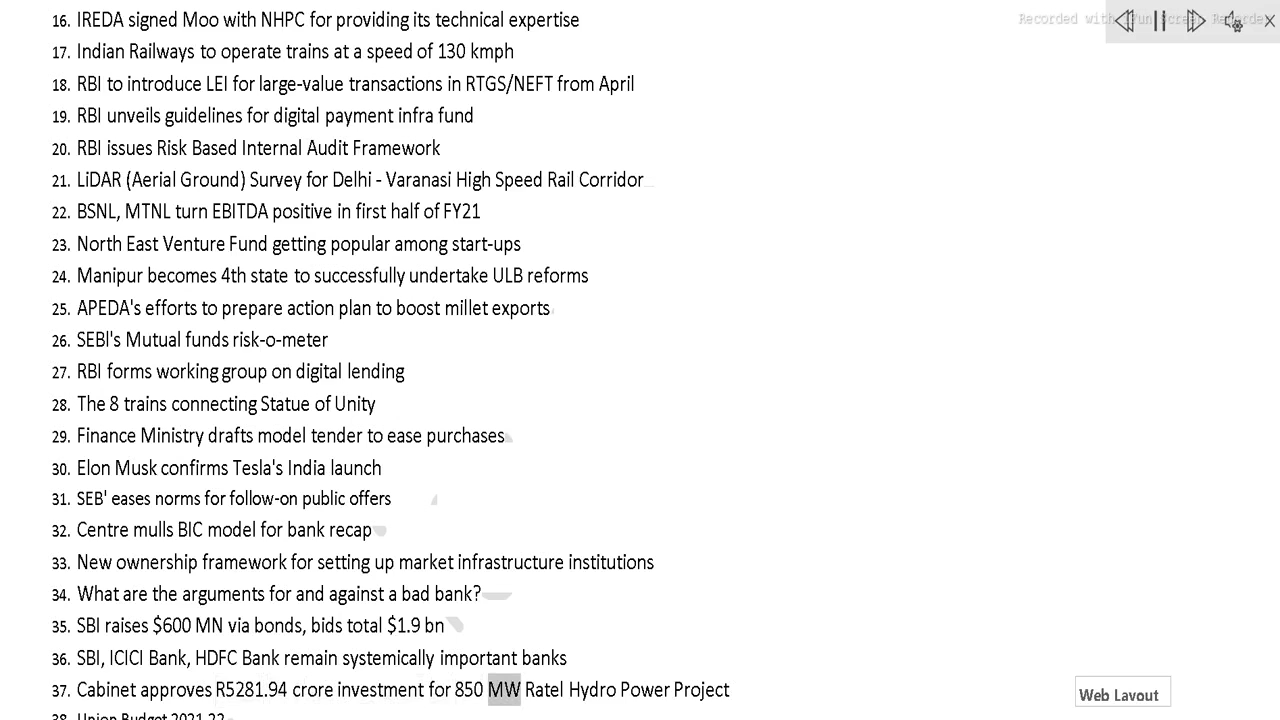 Recorded with iFun Screen Recorder
16. IREDA signed Moo with NHPC for providing its technical expertise
17. Indian Railways to operate trains at a speed of 130 kmph
18. RBI to introduce LEI for large-value transactions in RTGS/NEFT from April
19. RBI unveils guidelines for digital payment infra fund
20. RBI issues Risk Based Internal Audit Framework
21. LiDAR (Aerial Ground) Survey for Delhi - Varanasi High Speed Rail Corridor
22. BSNL, MTNL turn EBITDA positive in first half of FY21
23. North East Venture Fund getting popular among start-ups
24. Manipur becomes 4th state to successfully undertake ULB reforms
25. APEDA's efforts to prepare action plan to boost millet exports
26. SEBI's Mutual funds risk-o-meter
27. RBI forms working group on digital lending
28. The 8 trains connecting Statue of Unity
29. Finance Ministry drafts model tender to ease purchases
30. Elon Musk confirms Tesla's India launch
31. SEB' eases norms for follow-on public offers
32. Centre mulls BIC model for bank recap
33. New ownership framework for setting up market infrastructure institutions
34. What are the arguments for and against a bad bank?
35. SBI raises $600 MN via bonds, bids total $1.9 bn
36. SBI, ICICI Bank, HDFC Bank remain systemically important banks
37. Cabinet approves R5281.94 crore investment for 850 MW Ratel Hydro Power Project
Web Layout
38. Union Budget 2021-22